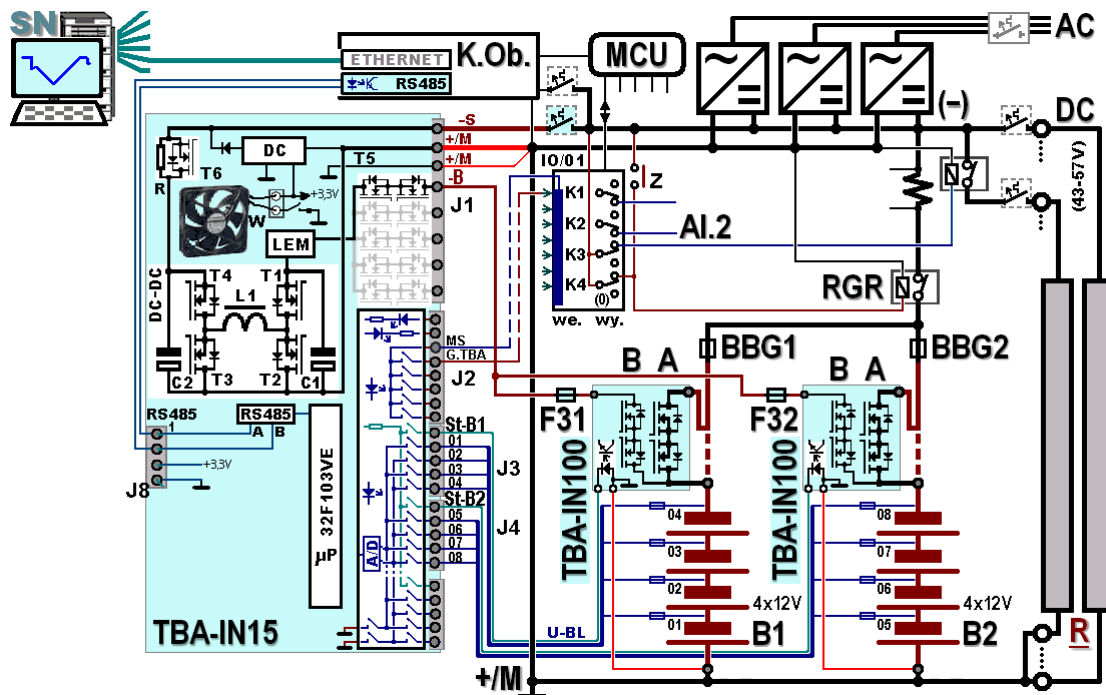 SN
ETHERNET
K.Ob.
RS485
MCU
AC
(–)
DC
(43-57V)
-S
+/M
+/M
-B
J1
DC
T5
T6
R
+3,3V
W
LEM
IO/01
K1
K2
K3
K4
(0)
we. wy.
Z
AI.2
RGR
DC-DC
T4
T1
L1
C2
T3
T2
C1
MS
G.TBA
J2
BBG1
BBG2
B A
B A
F31
F32
TBA-IN100
TBA-IN100
RS485
1
RS485
A B
+3,3V
J8
32F103VE
µP
A/D
St-B1
01
02
03
04
J3
St-B2
05
06
07
08
J4
04
03
02
01
4x12V
B1
08
07
06
05
4x12V
B2
U-BL
TBA-IN15
+/M
R